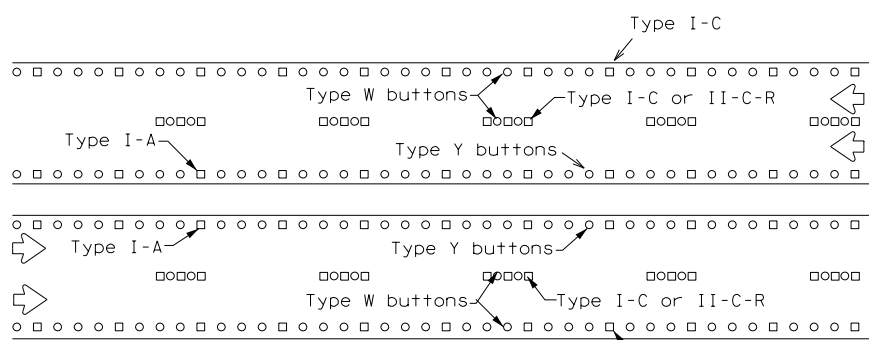 Type I-C
Type W buttons
Type I-C or II-C-R
Type I-A
Type Y buttons
Type I-A
Type Y buttons
Type W buttons
Type I-C or II-C-R